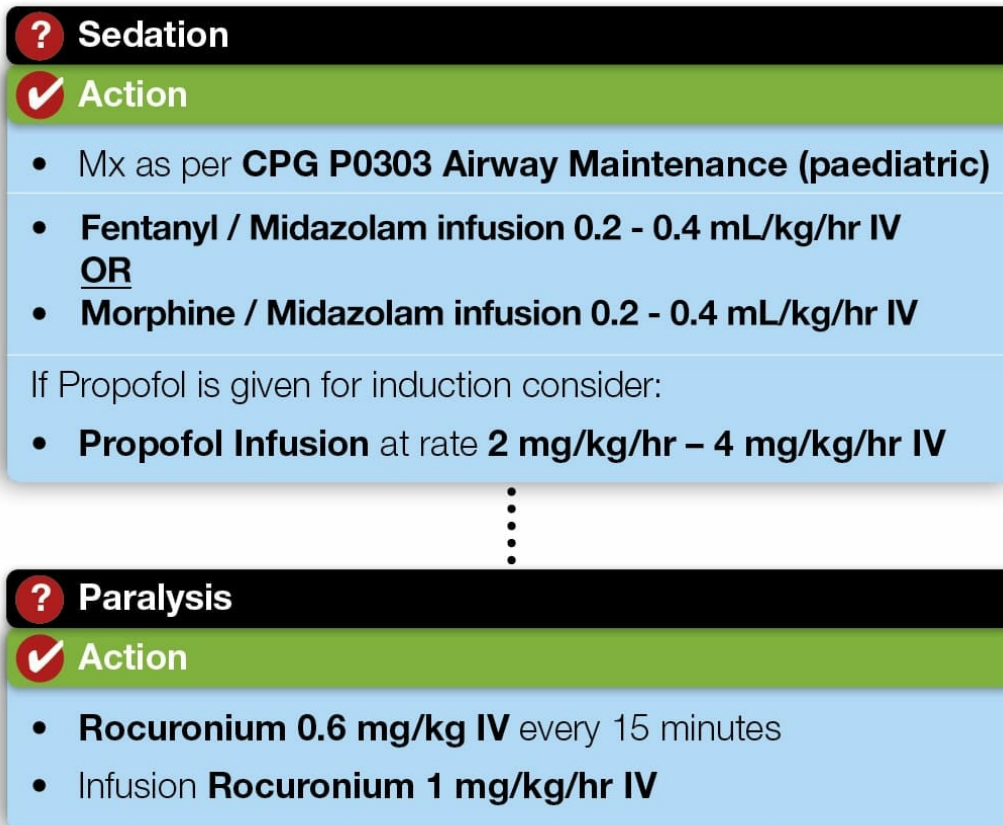 ? Sedation
Action
• Mx as per CPG P0303 Airway Maintenance (paediatric)
• Fentanyl / Midazolam infusion 0.2 - 0.4 mL/kg/hr IV
OR
• Morphine / Midazolam infusion 0.2 - 0.4 mL/kg/hr IV
If Propofol is given for induction consider:
• Propofol Infusion at rate 2 mg/kg/hr – 4 mg/kg/hr IV
? Paralysis
Action
• Rocuronium 0.6 mg/kg IV every 15 minutes
• Infusion Rocuronium 1 mg/kg/hr IV